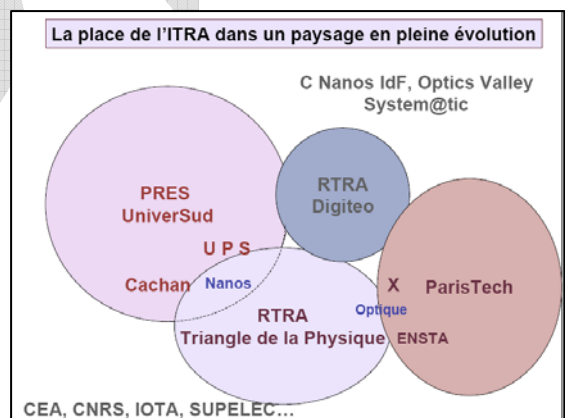 La place de l'ITRA dans un paysage en pleine évolution
C Nanos IdF, Optics Valley
System@tic
PRES
UniverSud
RTRA
Digiteo
U P S
Cachan
Nanos
X
ParisTech
Optique
RTRA
Triangle de la Physique
ENSTA
CEA, CNRS, IOTA, SUPELEC...